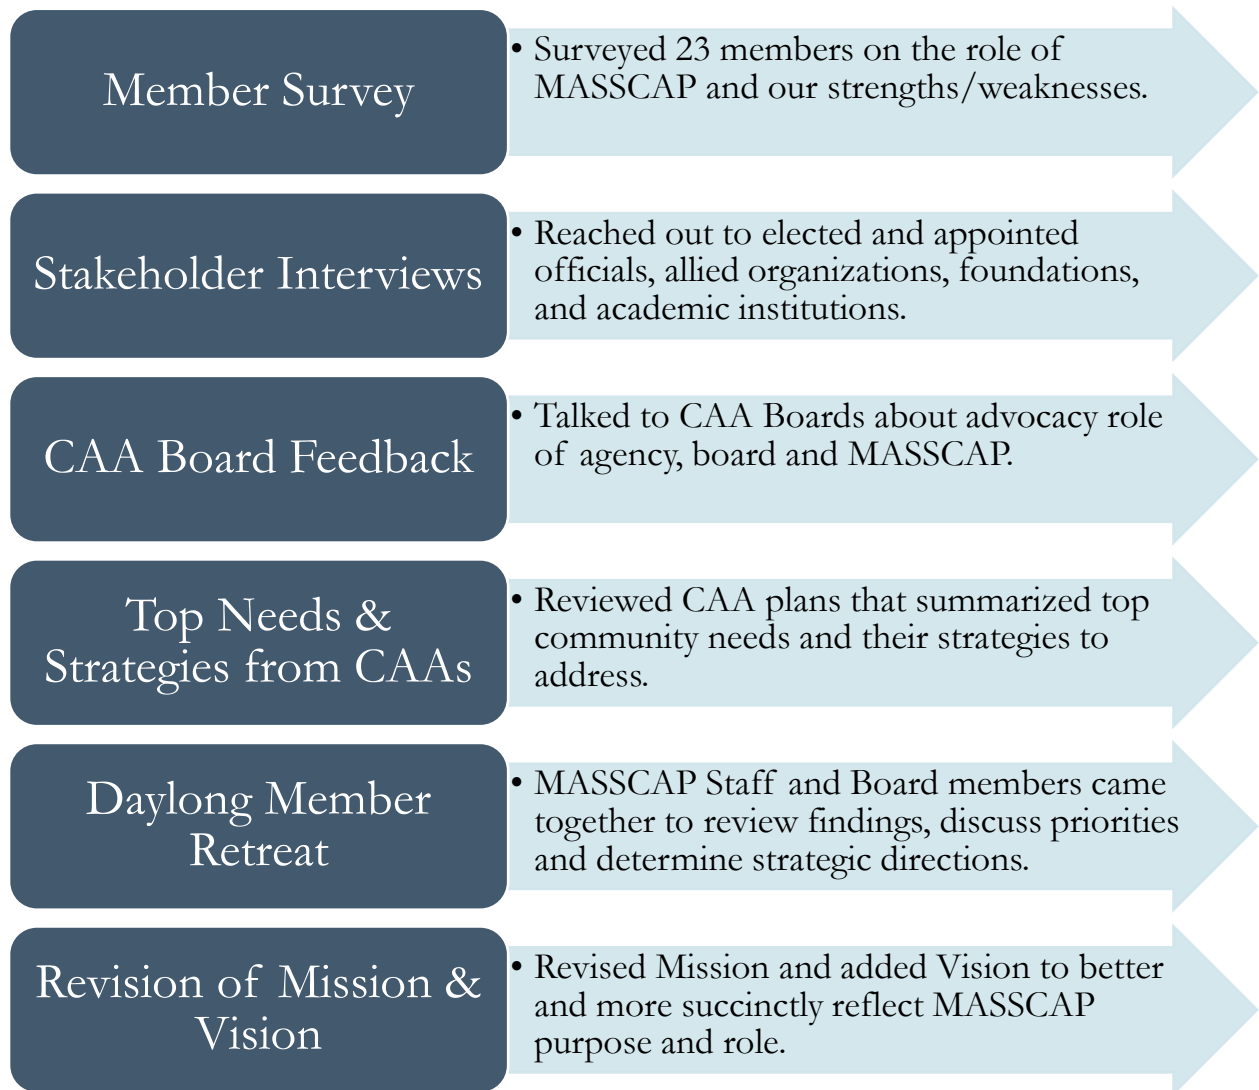 Member Survey
• Surveyed 23 members on the role of
MASSCAP and our strengths/weaknesses.
Stakeholder Interviews
• Reached out to elected and appointed
officials, allied organizations, foundations,
and academic institutions.
CAA Board Feedback
• Talked to CAA Boards about advocacy role
of agency, board and MASSCAP.
Top Needs &
Strategies from CAAs
• Reviewed CAA plans that summarized top
community needs and their strategies to
address.
Daylong Member
Retreat
• MASSCAP Staff and Board members came
together to review findings, discuss priorities
and determine strategic directions.
Revision of Mission &
Vision
• Revised Mission and added Vision to better
and more succinctly reflect MASSCAP
purpose and role.